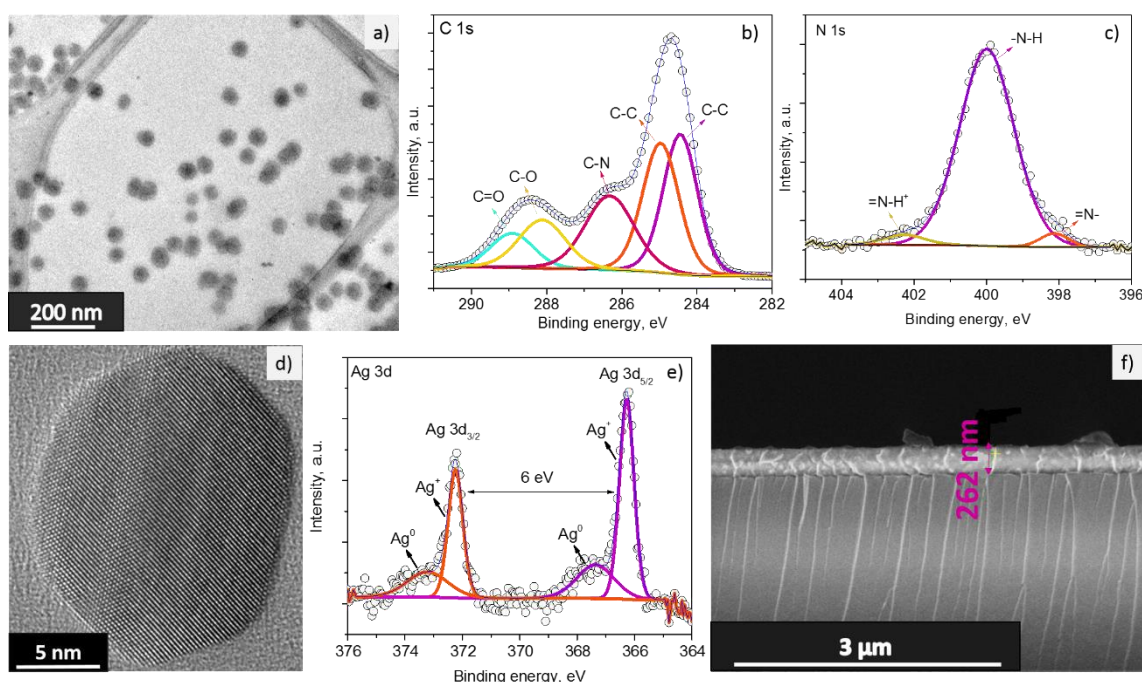 a)
200 nm
C 1s
b)
C-C
C-C
C-N
C-O
C=O
Intensity, a.u.
290 288 286 284 282
Binding energy, eV
N 1s
c)
-N-H
=N-H⁺
=N-
Intensity, a.u.
404 402 400 398 396
Binding energy, eV
d)
5 nm
Ag 3d
e)
Ag 3d₅/₂
Ag 3d₃/₂
Ag⁺
Ag⁺
6 eV
Ag⁰
Ag⁰
Intensity, a.u.
376 374 372 370 368 366 364
Binding energy, eV
f)
262 nm
3 µm